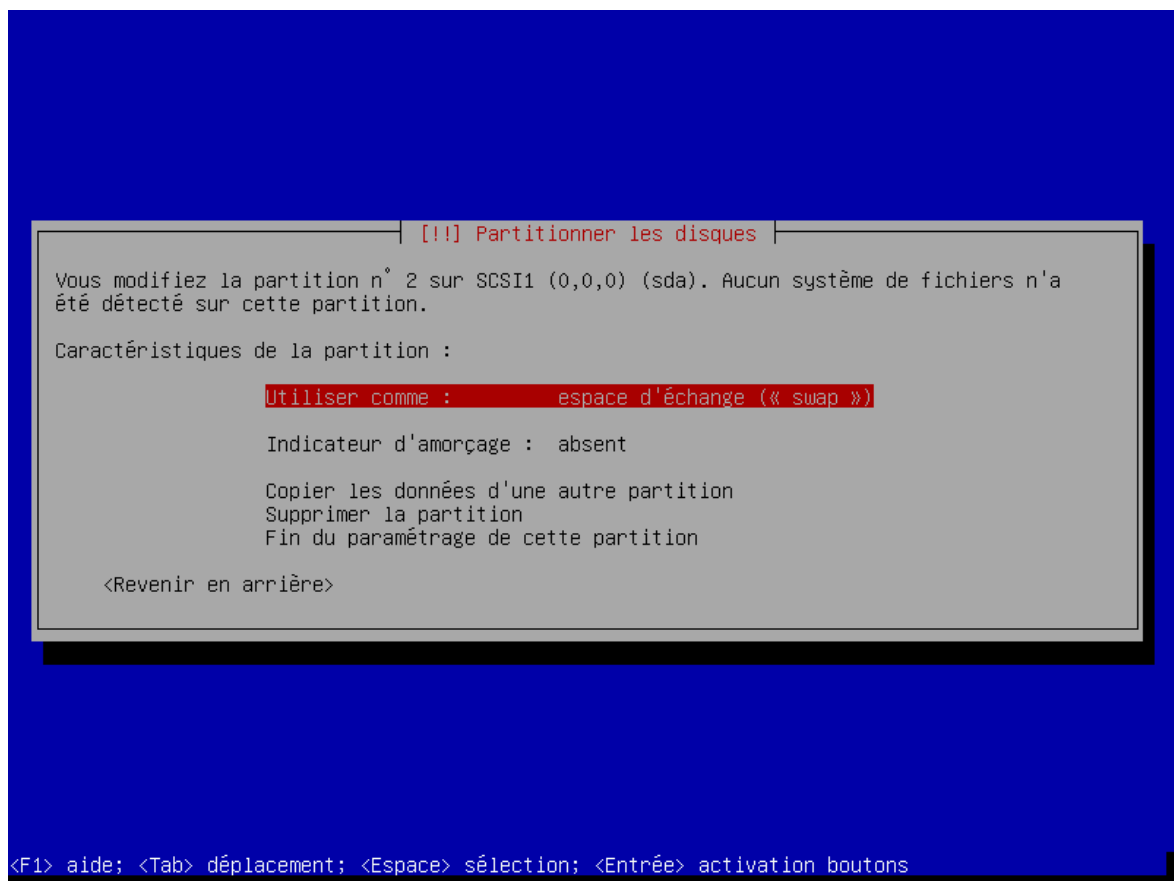 [!!] Partitionner les disques
Vous modifiez la partition n° 2 sur SCSI1 (0,0,0) (sda). Aucun système de fichiers n'a
été détecté sur cette partition.
Caractéristiques de la partition :
Utiliser comme : espace d'échange (« swap »)
Indicateur d'amorçage : absent
Copier les données d'une autre partition
Supprimer la partition
Fin du paramétrage de cette partition
<Revenir en arrière>
<F1> aide; <Tab> déplacement; <Espace> sélection; <Entrée> activation boutons